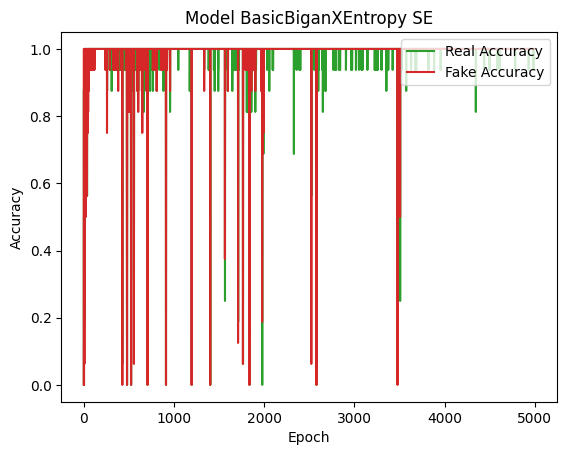 Model BasicBiganXEntropy SE
Real Accuracy
Fake Accuracy
1.0
0.8
0.6
0.4
0.2
0.0
Accuracy
0 1000 2000 3000 4000 5000
Epoch